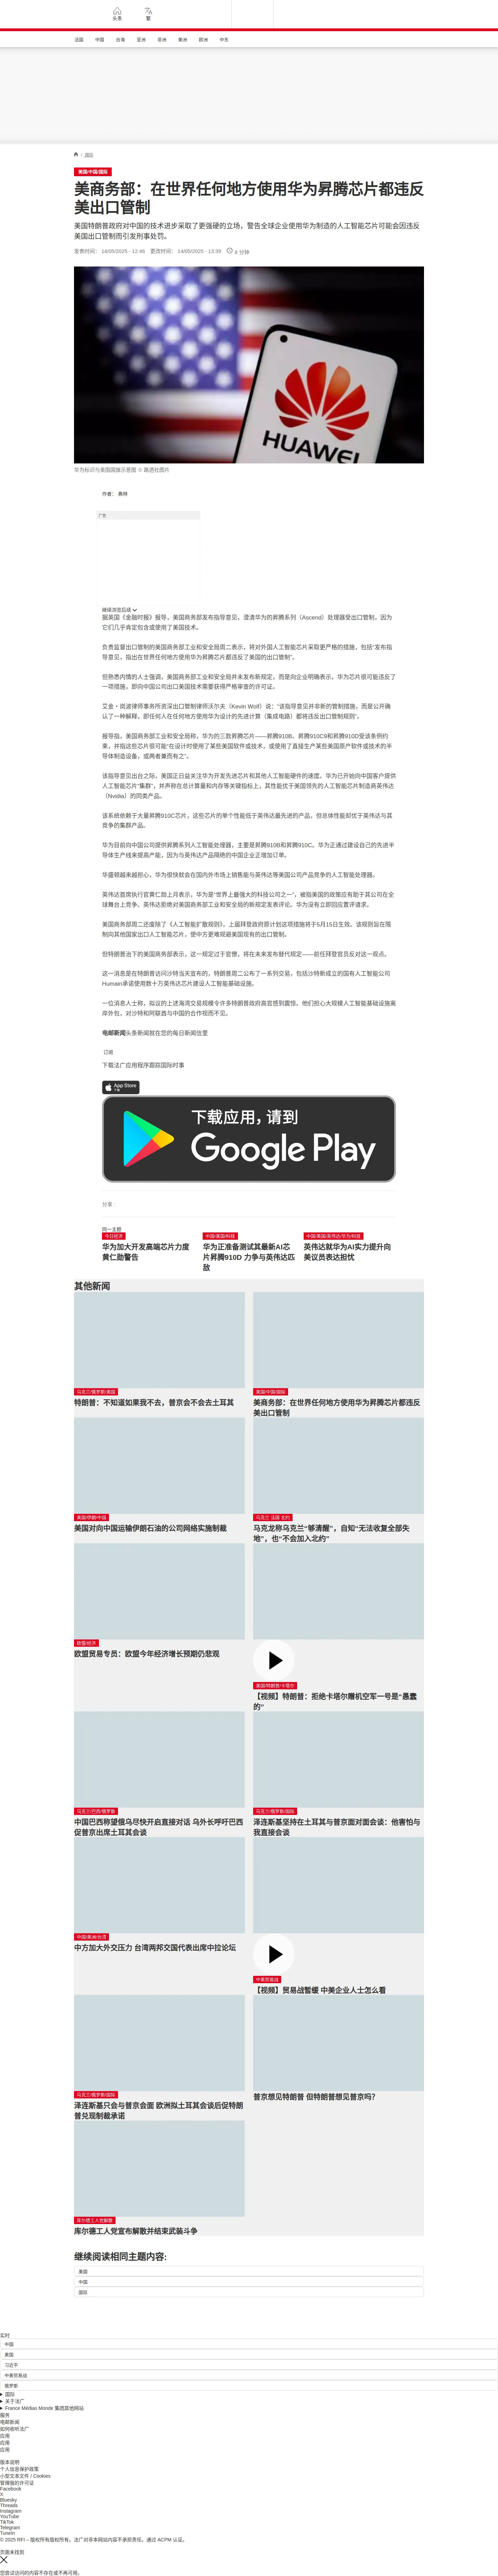 头条
繁
法国
中国
台湾
亚洲
非洲
美洲
欧洲
中东
/ 国际
美国/中国/国际
美商务部：在世界任何地方使用华为昇腾芯片都违反
美出口管制
美国特朗普政府对中国的技术进步采取了更强硬的立场，警告全球企业使用华为制造的人工智能芯片可能会因违反
美国出口管制而引发刑事处罚。
发表时间： 14/05/2025 - 12:46 更改时间： 14/05/2025 - 13:39
8 分钟
HUAWEI
华为标识与美国国旗示意图 © 路透社图片
作者： 弗林
广告
继续浏览后续
据英国《金融时报》报导，美国商务部发布指导意见，澄清华为的昇腾系列（Ascend）处理器受出口管制，因为
它们几乎肯定包含或使用了美国技术。
负责监督出口管制的美国商务部工业和安全局周二表示，将对外国人工智能芯片采取更严格的措施，包括“发布指
导意见，指出在世界任何地方使用华为昇腾芯片都违反了美国的出口管制”。
但熟悉内情的人士强调，美国商务部工业和安全局并未发布新规定，而是向企业明确表示，华为芯片很可能违反了
一项措施，即向中国公司出口美国技术需要获得严格审查的许可证。
艾金・岗波律师事务所资深出口管制律师沃尔夫（Kevin Wolf）说：“该指导意见并非新的管制措施，而是公开确
认了一种解释，即任何人在任何地方使用华为设计的先进计算（集成电路）都将违反出口管制规则”。
报导指，美国商务部工业和安全局称，华为的三款昇腾芯片——昇腾910B、昇腾910C9和昇腾910D受该条例约
束，并指这些芯片很可能“在设计时使用了某些美国软件或技术，或使用了直接生产某些美国原产软件或技术的半
导体制造设备，或两者兼而有之”。
该指导意见出台之际，美国正日益关注华为开发先进芯片和其他人工智能硬件的速度。华为已开始向中国客户提供
人工智能芯片“集群”，并声称在总计算量和内存等关键指标上，其性能优于美国领先的人工智能芯片制造商英伟达
（Nvidia）的同类产品。
该系统依赖于大量昇腾910C芯片，这些芯片的单个性能低于英伟达最先进的产品，但总体性能却优于英伟达与其
竞争的集群产品。
华为目前向中国公司提供昇腾系列人工智能处理器，主要是昇腾910B和昇腾910C。华为正通过建设自己的先进半
导体生产线来提高产能，因为与英伟达产品隔绝的中国企业正增加订单。
华盛顿越来越担心，华为很快就会在国内外市场上销售能与英伟达等美国公司产品竞争的人工智能处理器。
英伟达首席执行官黄仁勋上月表示，华为是“世界上最强大的科技公司之一”，被指美国的政策应有助于其公司在全
球舞台上竞争。英伟达拒绝对美国商务部工业和安全局的新规定发表评论。华为没有立即回应置评请求。
美国商务部周二还废除了《人工智能扩散规则》。上届拜登政府原计划这项措施将于5月15日生效。该规则旨在限
制向其他国家出口人工智能芯片，使中方更难规避美国现有的出口管制。
但特朗普治下的美国商务部表示，这一规定过于官僚，将在未来发布替代规定——前任拜登官员反对这一观点。
这一消息是在特朗普访问沙特当天宣布的，特朗普周二公布了一系列交易，包括沙特新成立的国有人工智能公司
Humain承诺使用数十万英伟达芯片建设人工智能基础设施。
一位消息人士称，拟议的上述海湾交易规模令许多特朗普政府高官感到震惊。他们担心大规模人工智能基础设施离
岸外包，对沙特和阿联酋与中国的合作视而不见。
电邮新闻头条新闻就在您的每日新闻信里
订阅
下载法广应用程序跟踪国际时事
App Store
下载
下载应用，请到
Google Play
分享 :
同一主题
今日经济
华为加大开发高端芯片力度
黄仁勋警告
中国/美国/科技
华为正准备测试其最新AI芯
片昇腾910D 力争与英伟达匹
敌
中国/美国/英伟达/华为/科技
英伟达就华为AI实力提升向
美议员表达担忧
其他新闻
乌克兰/俄罗斯/美国
特朗普：不知道如果我不去，普京会不会去土耳其
美国/中国/国际
美商务部：在世界任何地方使用华为昇腾芯片都违反
美出口管制
美国/伊朗/中国
美国对向中国运输伊朗石油的公司网络实施制裁
乌克兰 法国 北约
马克龙称乌克兰“够清醒”，自知“无法收复全部失
地”，也“不会加入北约”
欧盟/经济
欧盟贸易专员：欧盟今年经济增长预期仍悲观
美国/特朗普/卡塔尔
【视频】特朗普：拒绝卡塔尔赠机空军一号是“愚蠢
的”
乌克兰/巴西/俄罗斯
中国巴西称望俄乌尽快开启直接对话 乌外长呼吁巴西
促普京出席土耳其会谈
乌克兰/俄罗斯/国际
泽连斯基坚持在土耳其与普京面对面会谈：他害怕与
我直接会谈
中国/美洲/台湾
中方加大外交压力 台湾两邦交国代表出席中拉论坛
中美贸易战
【视频】贸易战暂缓 中美企业人士怎么看
乌克兰/俄罗斯/国际
泽连斯基只会与普京会面 欧洲拟土耳其会谈后促特朗
普兑现制裁承诺
普京想见特朗普 但特朗普想见普京吗？
库尔德工人党解散
库尔德工人党宣布解散并结束武装斗争
继续阅读相同主题内容:
美国
中国
国际
实时
中国
美国
习近平
中美贸易战
俄罗斯
国际
关于法广
France Médias Monde 集团其他网站
服务
电邮新闻
如何收听法广
应用
应用
应用
版本说明
个人信息保护政策
小型文本文件 / Cookies
管理我的许可证
Facebook
X
Bluesky
Threads
Instagram
YouTube
TikTok
Telegram
TuneIn
© 2025 RFI – 版权所有版权所有。法广对非本网站内容不承担责任。通过 ACPM 认证。
页面未找到
您尝试访问的内容不存在或不再可用。